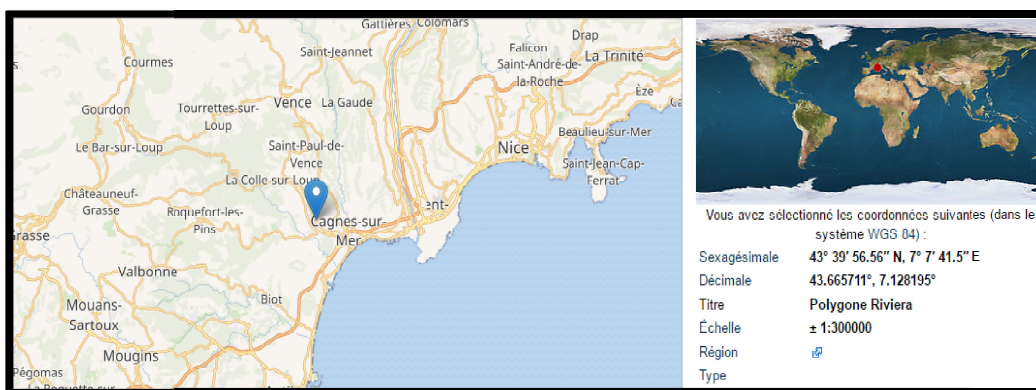 Gattières
Colomars
Drap
Falicon
La Trinité
Saint-Jeannet
Saint-André-de-
la-Roche
Courmes
Èze
Gourdon
Tourrettes-sur-
Loup
Vence
La Gaude
Beaulieu-sur-Mer
Nice
Le Bar-sur-Loup
Saint-Paul-de-
Vence
Saint-Jean-Cap-
Ferrat
La Colle-sur-Loup
Châteauneuf-
Grasse
Roquefort-les-
Pins
Cagnes-sur-
Mer
ent-
Grasse
Valbonne
Biot
Mouans-
Sartoux
Mougins
Pégomas
Vous avez sélectionné les coordonnées suivantes (dans le
système WGS 84) :
Sexagésimale 43° 39′ 56.56″ N, 7° 7′ 41.5″ E
Décimale 43.665711°, 7.128195°
Titre Polygone Riviera
Échelle ± 1:300000
Région
Type